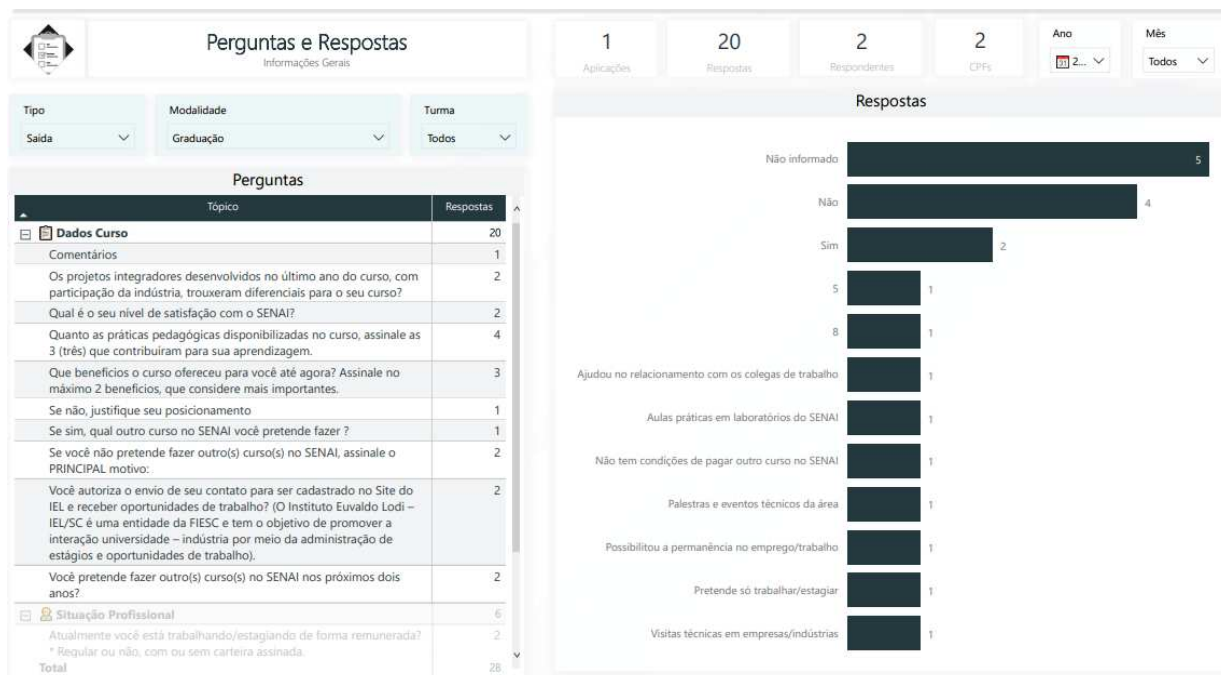 Perguntas e Respostas
Informações Gerais
1
Aplicações
20
Respostas
2
Respondentes
2
CPFs
Ano
2...
Mês
Todos
Tipo
Saída
Modalidade
Graduação
Turma
Todos
Perguntas
Tópico Respostas
Dados Curso 20
Comentários 1
Os projetos integradores desenvolvidos no último ano do curso, com 2
participação da indústria, trouxeram diferenciais para o seu curso?
Qual é o seu nível de satisfação com o SENAI? 2
Quanto as práticas pedagógicas disponibilizadas no curso, assinale as 4
3 (três) que contribuiram para sua aprendizagem.
Que benefícios o curso ofereceu para você até agora? Assinale no 3
máximo 2 benefícios, que considere mais importantes.
Se não, justifique seu posicionamento 1
Se sim, qual outro curso no SENAI você pretende fazer ? 1
Se você não pretende fazer outro(s) curso(s) no SENAI, assinale o 2
PRINCIPAL motivo:
Você autoriza o envio de seu contato para ser cadastrado no Site do 2
IEL e receber oportunidades de trabalho? (O Instituto Euvaldo Lodi –
IEL/SC é uma entidade da FIESC e tem o objetivo de promover a
interação universidade – indústria por meio da administração de
estágios e oportunidades de trabalho).
Você pretende fazer outro(s) curso(s) no SENAI nos próximos dois 2
anos?
Situação Profissional 6
Atualmente você está trabalhando/estagiando de forma remunerada? 2
* Regular ou não, com ou sem carteira assinada.
Total 28
Respostas
Não informado 5
Não 4
Sim 2
5 1
8 1
Ajudou no relacionamento com os colegas de trabalho 1
Aulas práticas em laboratórios do SENAI 1
Não tem condições de pagar outro curso no SENAI 1
Palestras e eventos técnicos da área 1
Possibilitou a permanência no emprego/trabalho 1
Pretende só trabalhar/estagiar 1
Visitas técnicas em empresas/indústrias 1